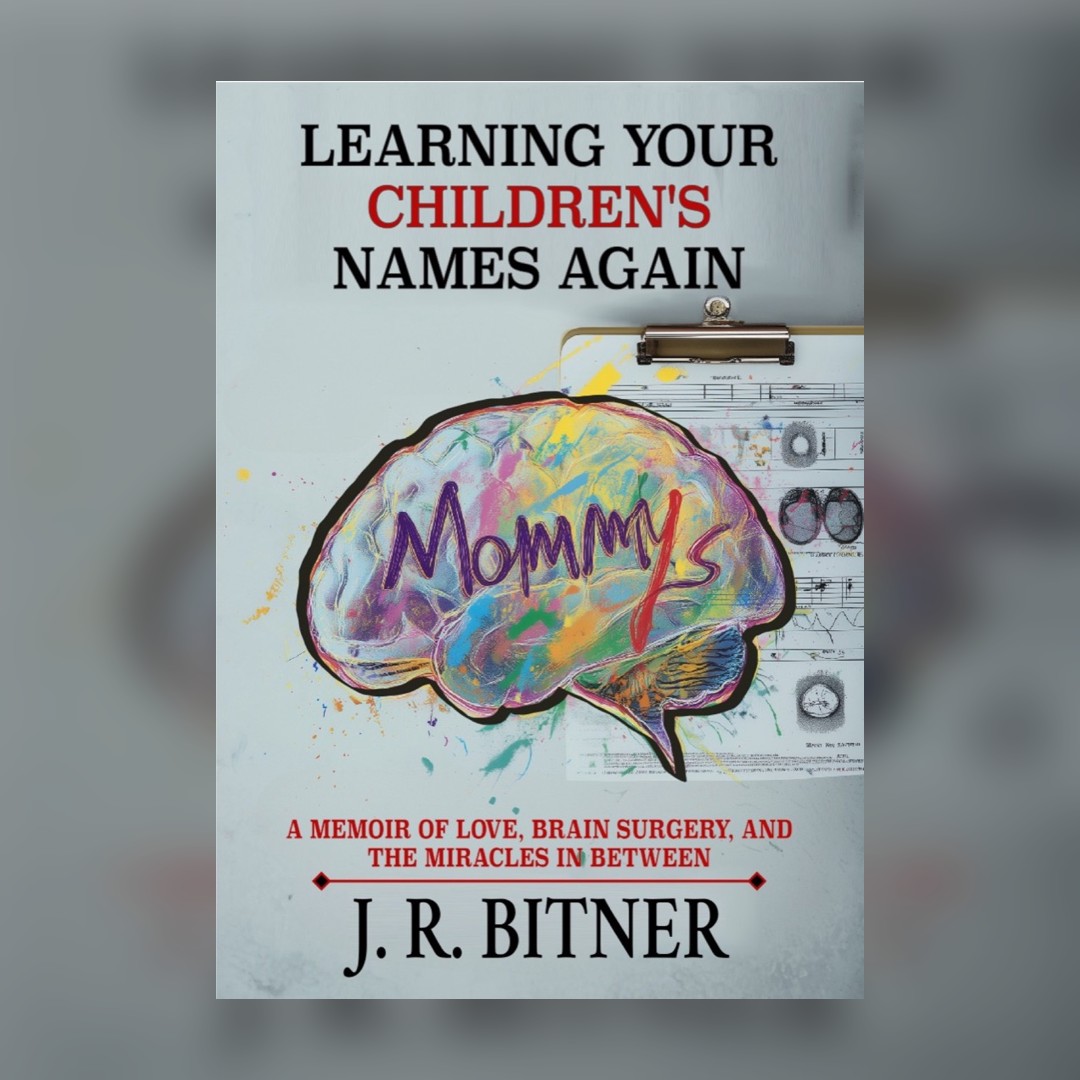 LEARNING YOUR
CHILDREN'S
NAMES AGAIN
Mommys
A MEMOIR OF LOVE, BRAIN SURGERY, AND
THE MIRACLES IN BETWEEN
J. R. BITNER